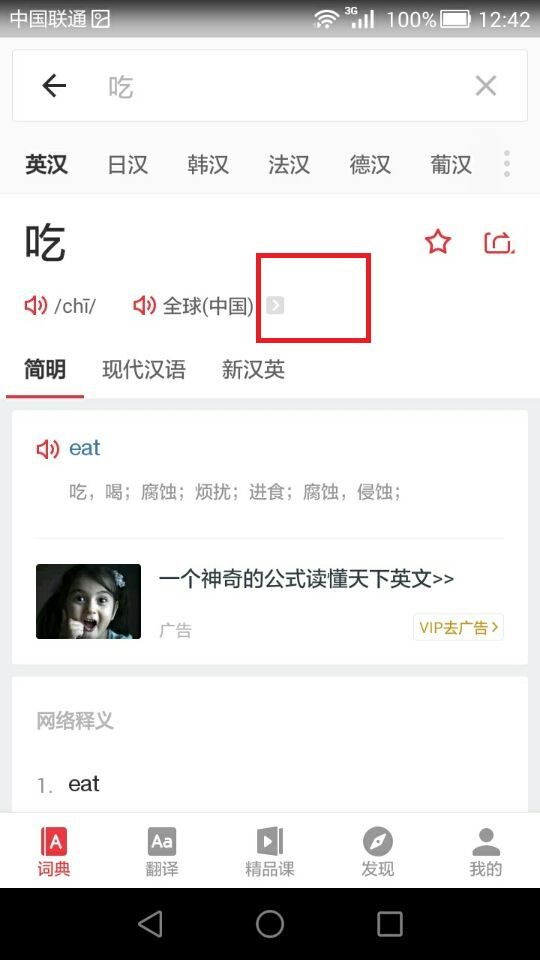 中国联通 3G 100% 12:42
吃
英汉 日汉 韩汉 法汉 德汉 葡汉
吃
/chī/ 全球(中国)
简明 现代汉语 新汉英
eat
吃，喝；腐蚀；烦扰；进食；腐蚀，侵蚀；
一个神奇的公式读懂天下英文>>
广告 VIP去广告>
网络释义
1. eat
A Aa
词典 翻译 精品课 发现 我的